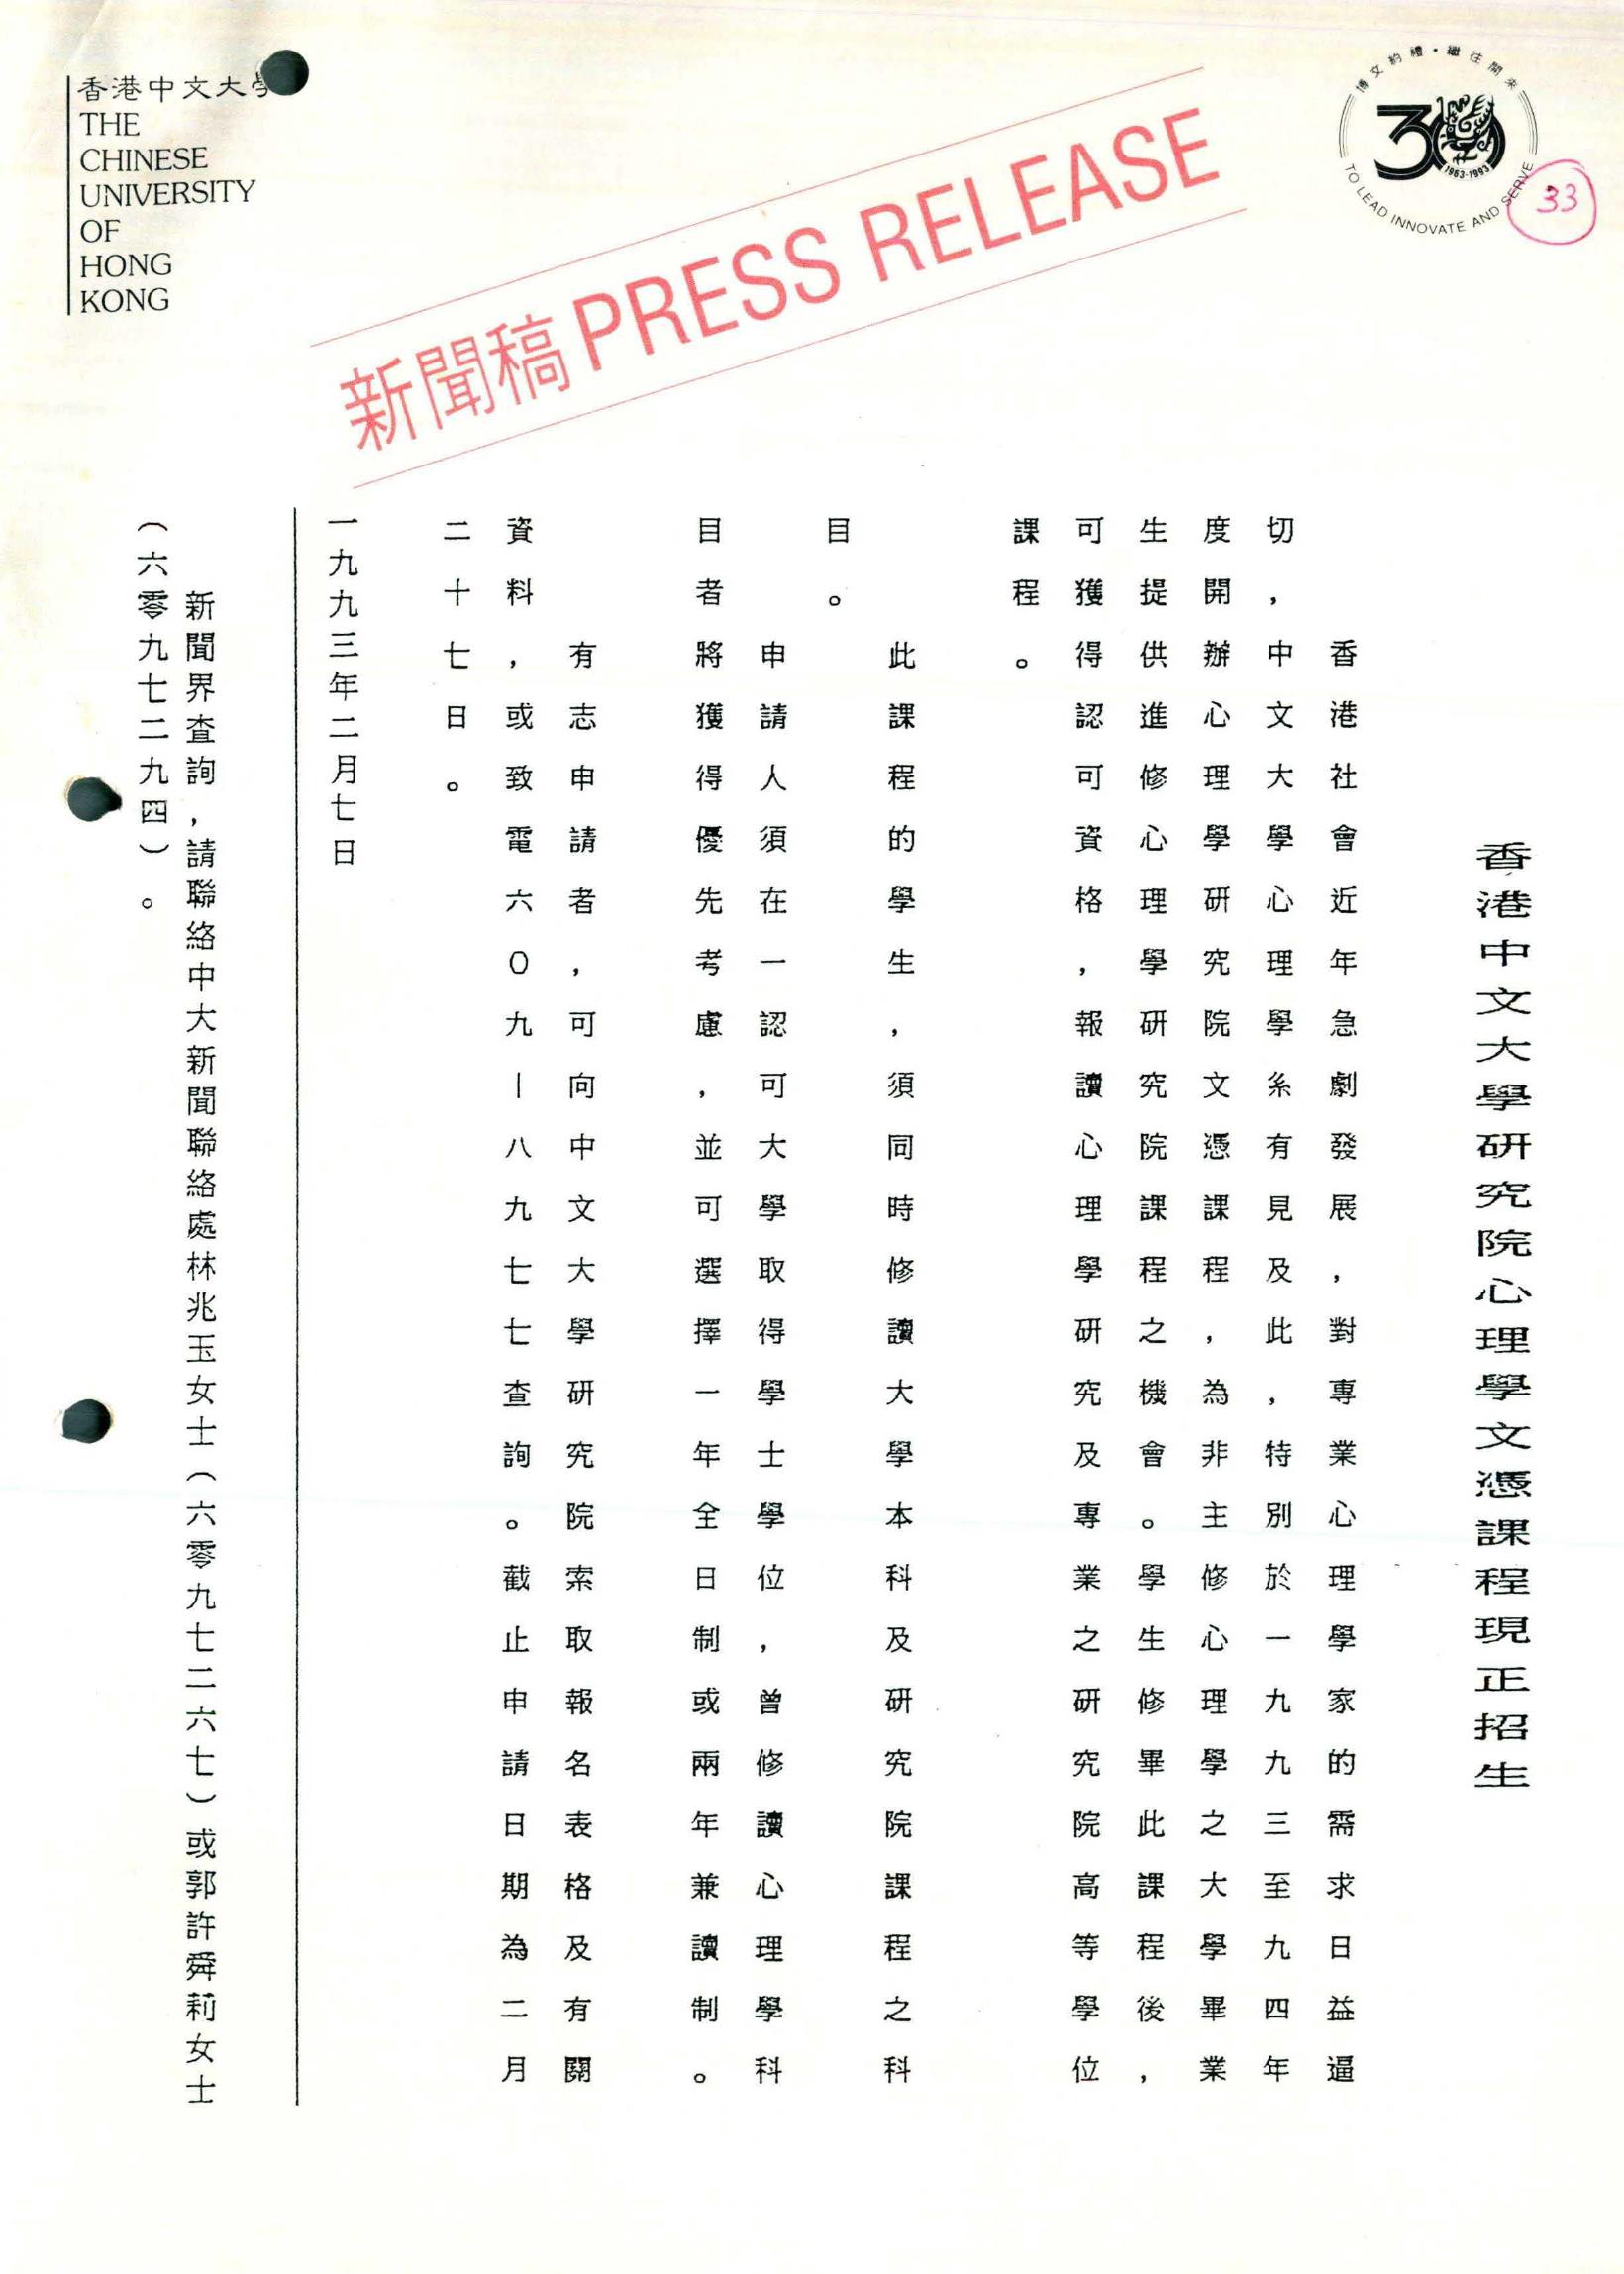 香港中文大學
THE
CHINESE
UNIVERSITY
OF
HONG
KONG
新聞稿 PRESS RELEASE
博文約禮・繼往開來
30
1963-1993
TO LEAD INNOVATE AND SERVE
33
香港中文大學研究院心理學文憑課程現正招生
香港社會近年急劇發展，對專業心理學家的需求日益逼
切，中文大學心理學系有見及此，特別於一九九三至九四年
度開辦心理學研究院文憑課程，為非主修心理學之大學畢業
生提供進修心理學研究院課程之機會。學生修畢此課程後，
可獲得認可資格，報讀心理學研究及專業之研究院高等學位
課程。
此課程的學生，須同時修讀大學本科及研究院課程之科
目。
申請人須在一認可大學取得學士學位，曾修讀心理學科
目者將獲得優先考慮，並可選擇一年全日制或兩年兼讀制。
有志申請者，可向中文大學研究院索取報名表格及有關
資料，或致電六〇九｜八九七七查詢。截止申請日期為二月
二十七日。
一九九三年二月七日
新聞界查詢，請聯絡中大新聞聯絡處林兆玉女士（六零九七二六七）或郭許舜莉女士
（六零九七二九四）。